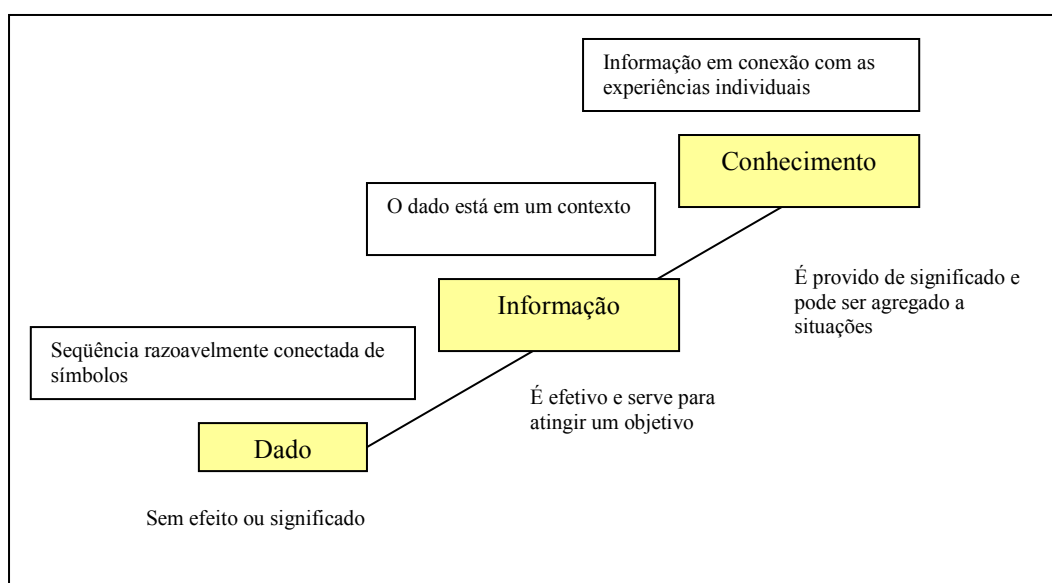 Informação em conexão com as
experiências individuais
Conhecimento
O dado está em um contexto
É provido de significado e
pode ser agregado a
situações
Informação
Seqüência razoavelmente conectada de
símbolos
É efetivo e serve para
atingir um objetivo
Dado
Sem efeito ou significado